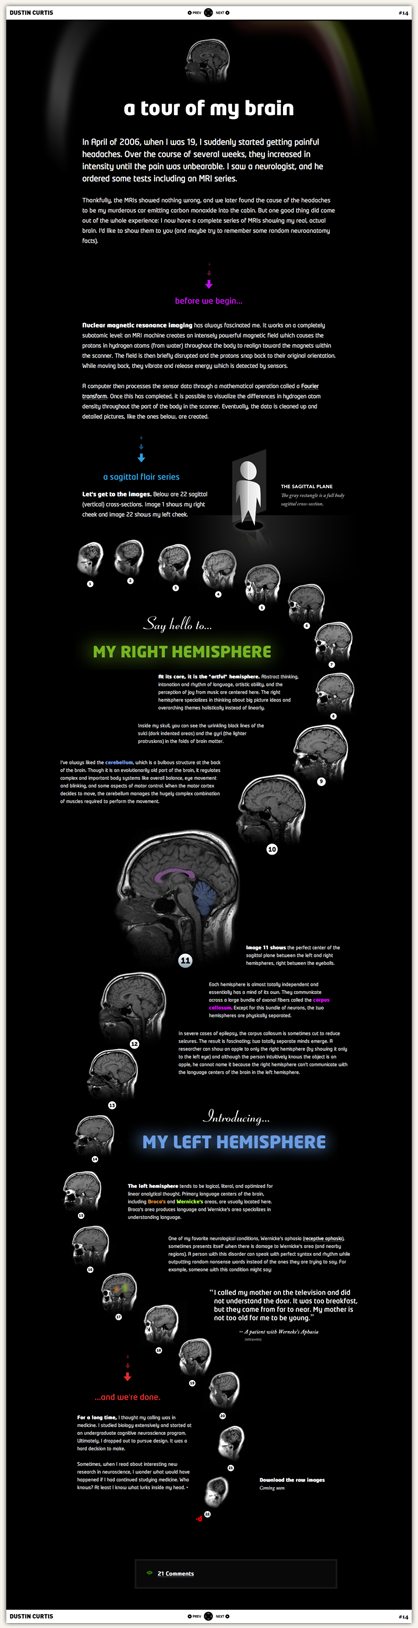 DUSTIN CURTIS
PREV
NEXT
#14
a tour of my brain
In April of 2006, when I was 19, I suddenly started getting painful
headaches. Over the course of several weeks, they increased in
intensity until the pain was unbearable. I saw a neurologist, and he
ordered some tests including an MRI series.
Thankfully, the MRIs showed nothing wrong, and we later found the cause of the headaches
to be my murderous car emitting carbon monoxide into the cabin. But one good thing did come
out of the whole experience: I now have a complete series of MRIs showing my real, actual
brain. I'd like to show them to you (and maybe try to remember some random neuroanatomy
facts).
before we begin...
Nuclear magnetic resonance imaging has always fascinated me. It works on a completely
subatomic level: an MRI machine creates an intensely powerful magnetic field which causes the
protons in hydrogen atoms (from water) throughout the body to realign toward the magnets within
the scanner. The field is then briefly disrupted and the protons snap back to their original orientation.
While moving back, they vibrate and release energy which is detected by sensors.
A computer then processes the sensor data through a mathematical operation called a Fourier
transform. Once this has completed, it is possible to visualize the differences in hydrogen atom
density throughout the part of the body in the scanner. Eventually, the data is cleaned up and
detailed pictures, like the ones below, are created.
a sagittal flair series
Let's get to the images. Below are 22 sagittal
(vertical) cross-sections. Image 1 shows my right
cheek and image 22 shows my left cheek.
THE SAGITTAL PLANE
The gray rectangle is a full body
sagittal cross-section.
1
2
3
4
5
6
7
8
9
10
Say hello to...
MY RIGHT HEMISPHERE
At its core, it is the "artful" hemisphere. Abstract thinking,
intonation and rhythm of language, artistic ability, and the
perception of joy from music are centered here. The right
hemisphere specializes in thinking about big picture ideas and
overarching themes holistically instead of linearly.
Inside my skull, you can see the wrinkling black lines of the
sulci (dark indented areas) and the gyri (the lighter
protrusions) in the folds of brain matter.
I've always liked the cerebellum, which is a bulbous structure at the back
of the brain. Though it is an evolutionarily old part of the brain, it regulates
complex and important body systems like overall balance, eye movement
and blinking, and some aspects of motor control. When the motor cortex
decides to move, the cerebellum manages the hugely complex combination
of muscles required to perform the movement.
11
Image 11 shows the perfect center of the
sagittal plane between the left and right
hemispheres, right between the eyeballs.
Each hemisphere is almost totally independent and
essentially has a mind of its own. They communicate
across a large bundle of axonal fibers called the corpus
callosum. Except for this bundle of neurons, the two
hemispheres are physically separated.
In severe cases of epilepsy, the corpus callosum is sometimes cut to reduce
seizures. The result is fascinating: two totally separate minds emerge. A
researcher can show an apple to only the right hemisphere (by showing it only
to the left eye) and although the person intuitively knows the object is an
apple, he cannot name it because the right hemisphere cannot communicate with
the language centers of the brain in the left hemisphere.
12
13
14
15
16
17
18
Introducing...
MY LEFT HEMISPHERE
The left hemisphere tends to be logical, literal, and optimized for
linear analytical thought. Primary language centers of the brain,
including Broca's and Wernicke's areas, are usually located here.
Broca's area produces language and Wernicke's area specializes in
understanding language.
One of my favorite neurological conditions, Wernicke's aphasia (receptive aphasia),
sometimes presents itself when there is damage to Wernicke's area (and nearby
regions). A person with this disorder can speak with perfect syntax and rhythm while
outputting random nonsense words instead of the ones they are trying to say. For
example, someone with this condition might say:
"I called my mother on the television and did
not understand the door. It was too breakfast,
but they came from far to near. My mother is
not too old for me to be young."
— A patient with Wernicke's Aphasia
...and we're done.
For a long time, I thought my calling was in
medicine. I studied biology extensively and started at
an undergraduate cognitive neuroscience program.
Ultimately, I dropped out to pursue design. It was a
hard decision to make.
Sometimes, when I read about interesting new
research in neuroscience, I wonder what would have
happened if I had continued studying medicine. Who
knows? At least I know what lurks inside my head.
Download the raw images
Coming soon
21 Comments
DUSTIN CURTIS
PREV
NEXT
#14